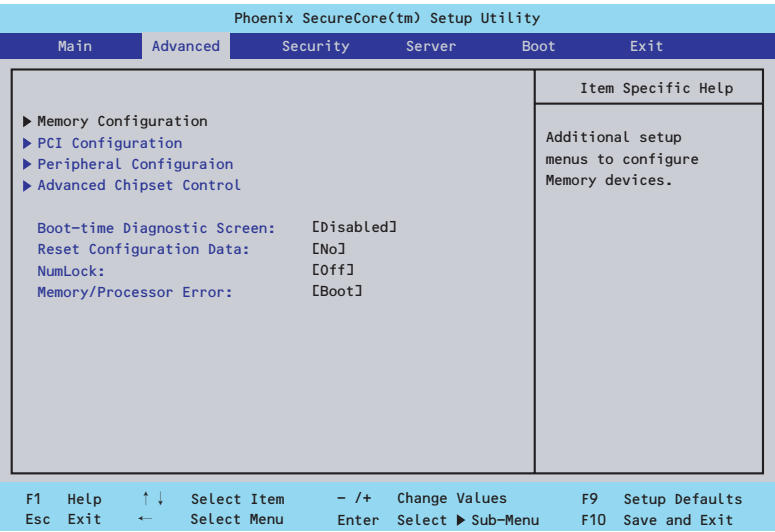 Phoenix SecureCore(tm) Setup Utility
Main Advanced Security Server Boot Exit
Item Specific Help
▶ Memory Configuration
▶ PCI Configuration
▶ Peripheral Configuraion
▶ Advanced Chipset Control
Additional setup
menus to configure
Memory devices.
Boot-time Diagnostic Screen: [Disabled]
Reset Configuration Data: [No]
NumLock: [Off]
Memory/Processor Error: [Boot]
F1 Help ↑↓ Select Item - /+ Change Values F9 Setup Defaults
Esc Exit ← Select Menu Enter Select ▶ Sub-Menu F10 Save and Exit